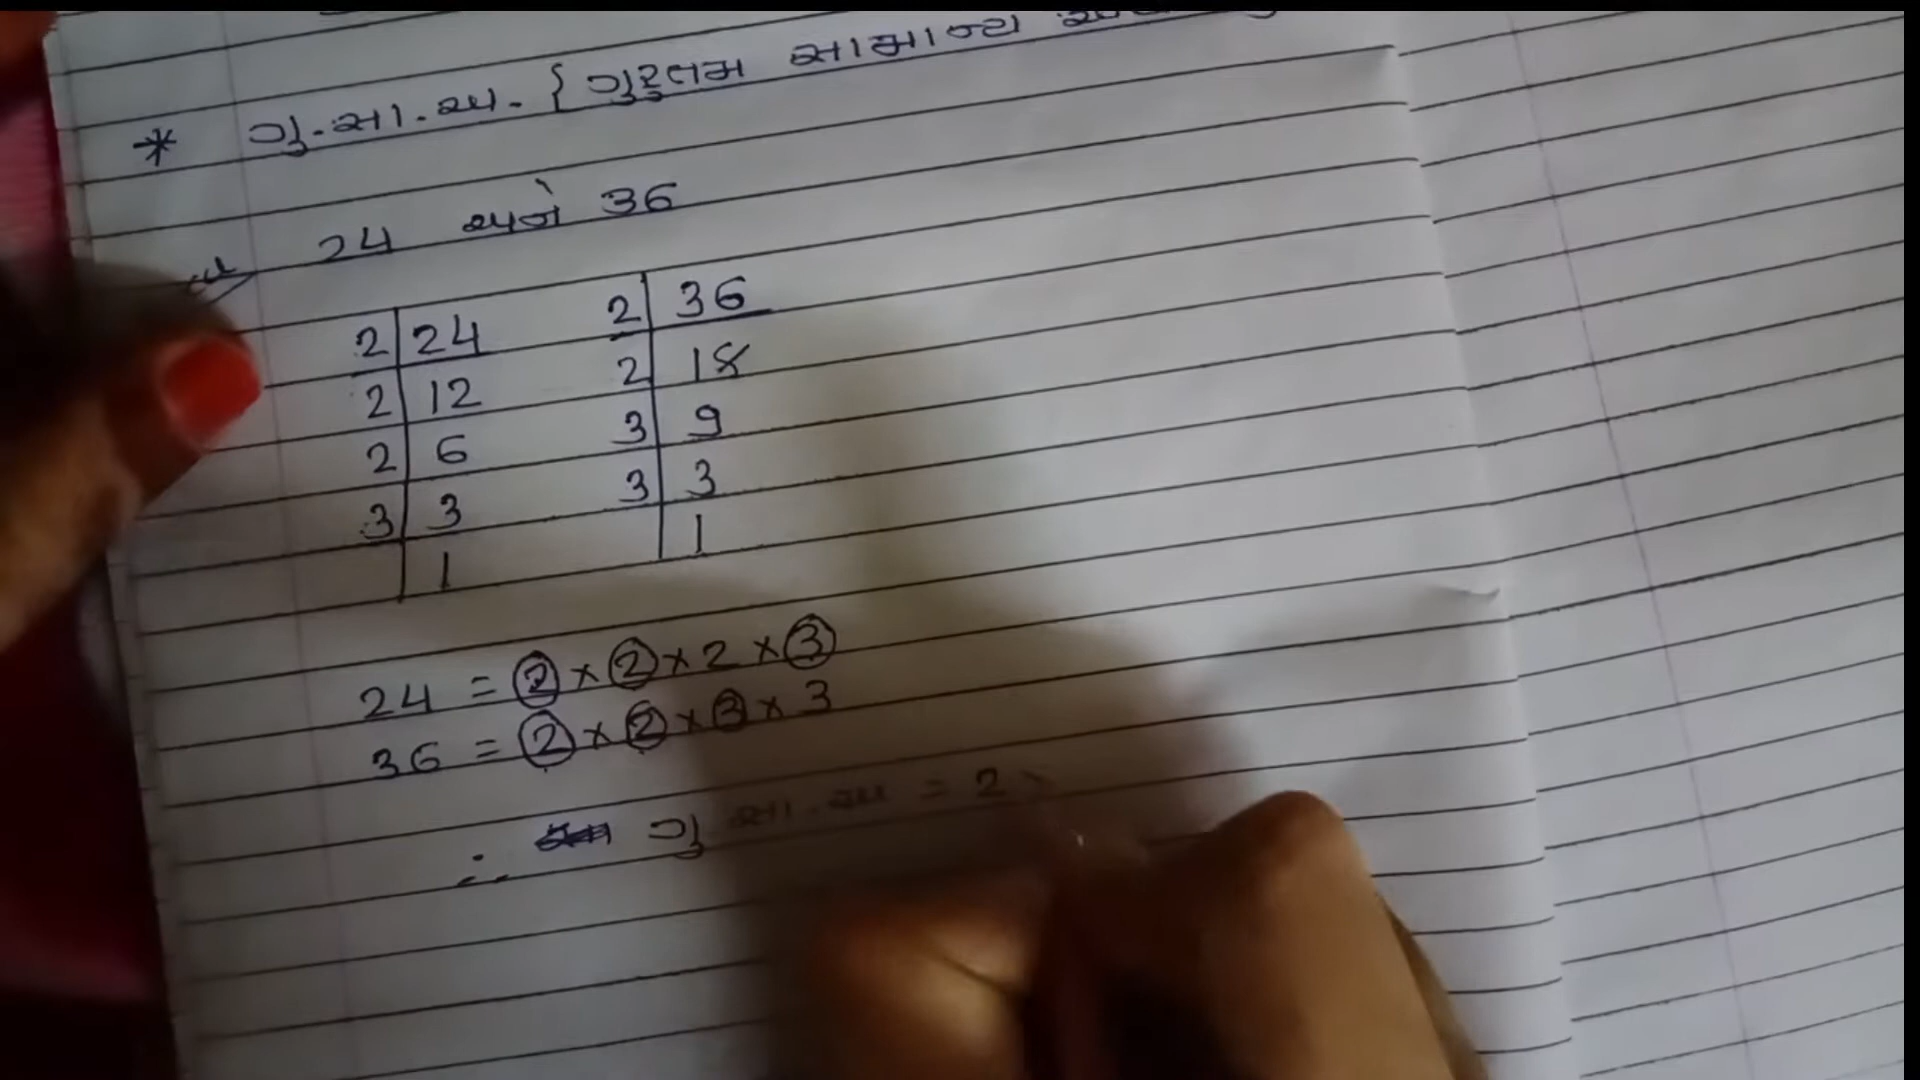 * ગુ.સા.અ. { ગુરુતમ સામાન્ય
24 અને 36
2 | 24 2 | 36
2 | 12 2 | 18
2 | 6 3 | 9
3 | 3 3 | 3
| 1 | 1
24 = 2 × 2 × 2 × 3
36 = 2 × 2 × 3 × 3
∴ ગુ સા.અ = 2 ×